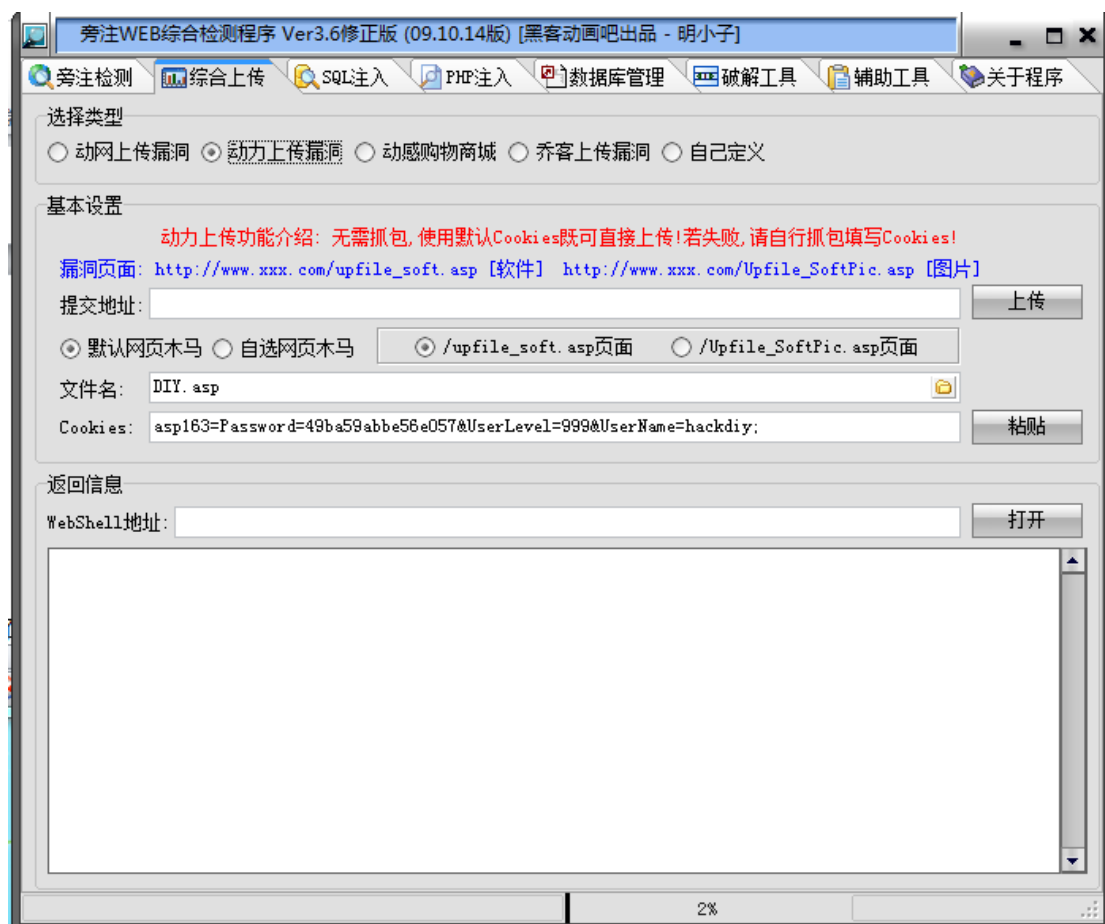 旁注WEB综合检测程序 Ver3.6修正版 (09.10.14版) [黑客动画吧出品 - 明小子]
旁注检测 综合上传 SQL注入 PHP注入 数据库管理 破解工具 辅助工具 关于程序
选择类型
动网上传漏洞 动力上传漏洞 动感购物商城 乔客上传漏洞 自己定义
基本设置
动力上传功能介绍: 无需抓包,使用默认Cookies既可直接上传!若失败,请自行抓包填写Cookies!
漏洞页面: http://www.xxx.com/upfile_soft.asp [软件] http://www.xxx.com/Upfile_SoftPic.asp [图片]
提交地址: 上传
默认网页木马 自选网页木马 /upfile_soft.asp页面 /Upfile_SoftPic.asp页面
文件名: DIY.asp
Cookies: asp163=Password=49ba59abbe56e057&UserLevel=999&UserName=hackdiy; 粘贴
返回信息
WebShell地址: 打开
2%